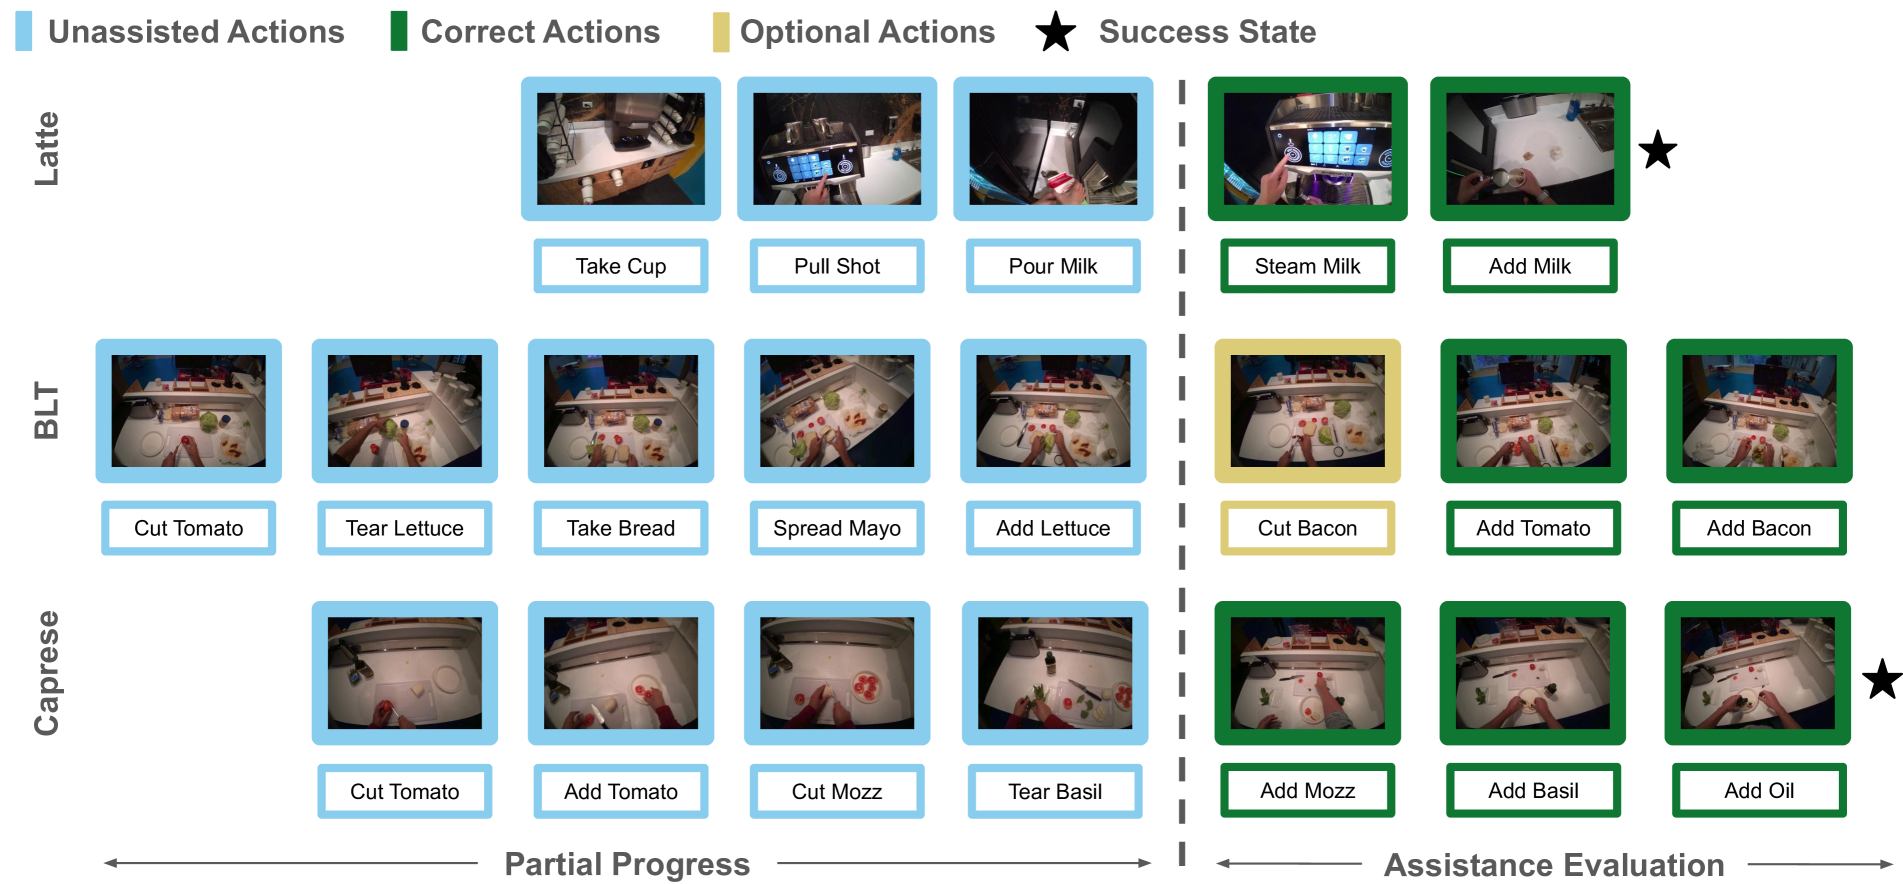 Unassisted Actions
Correct Actions
Optional Actions
Success State
Latte
Take Cup
Pull Shot
Pour Milk
Steam Milk
Add Milk
BLT
Cut Tomato
Tear Lettuce
Take Bread
Spread Mayo
Add Lettuce
Cut Bacon
Add Tomato
Add Bacon
Caprese
Cut Tomato
Add Tomato
Cut Mozz
Tear Basil
Add Mozz
Add Basil
Add Oil
Partial Progress
Assistance Evaluation